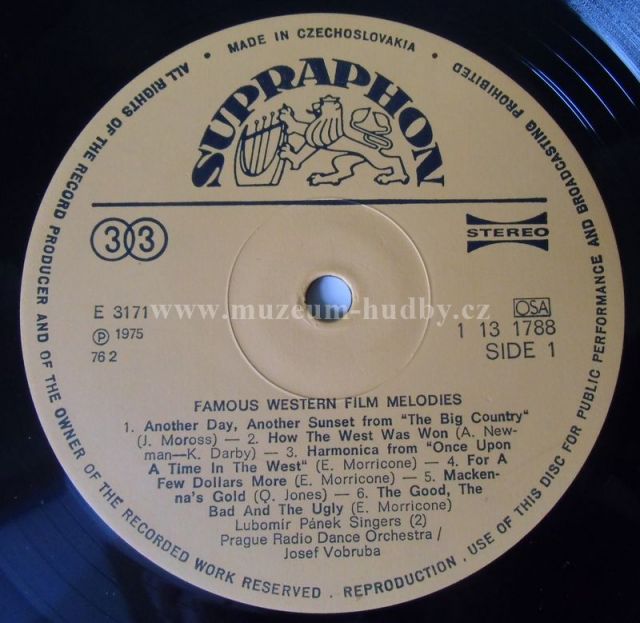 MADE IN CZECHOSLOVAKIA
ALL RIGHTS OF THE RECORD PRODUCER AND OF THE OWNER OF THE RECORDED WORK RESERVED . REPRODUCTION . USE OF THIS DISC FOR PUBLIC PERFORMANCE AND BROADCASTING PROHIBITED
SUPRAPHON
33
STEREO
www.muzeum-hudby.cz
E 3171
OSA
Ⓟ 1975
1 13 1788
76 2
SIDE 1
FAMOUS WESTERN FILM MELODIES
1. Another Day, Another Sunset from "The Big Country"
(J. Moross) — 2. How The West Was Won (A. New-
man—K. Darby) — 3. Harmonica from "Once Upon
A Time In The West" (E. Morricone) — 4. For A
Few Dollars More (E. Morricone) — 5. Macken-
na's Gold (Q. Jones) — 6. The Good, The
Bad And The Ugly (E. Morricone)
Lubomír Pánek Singers (2)
Prague Radio Dance Orchestra /
Josef Vobruba